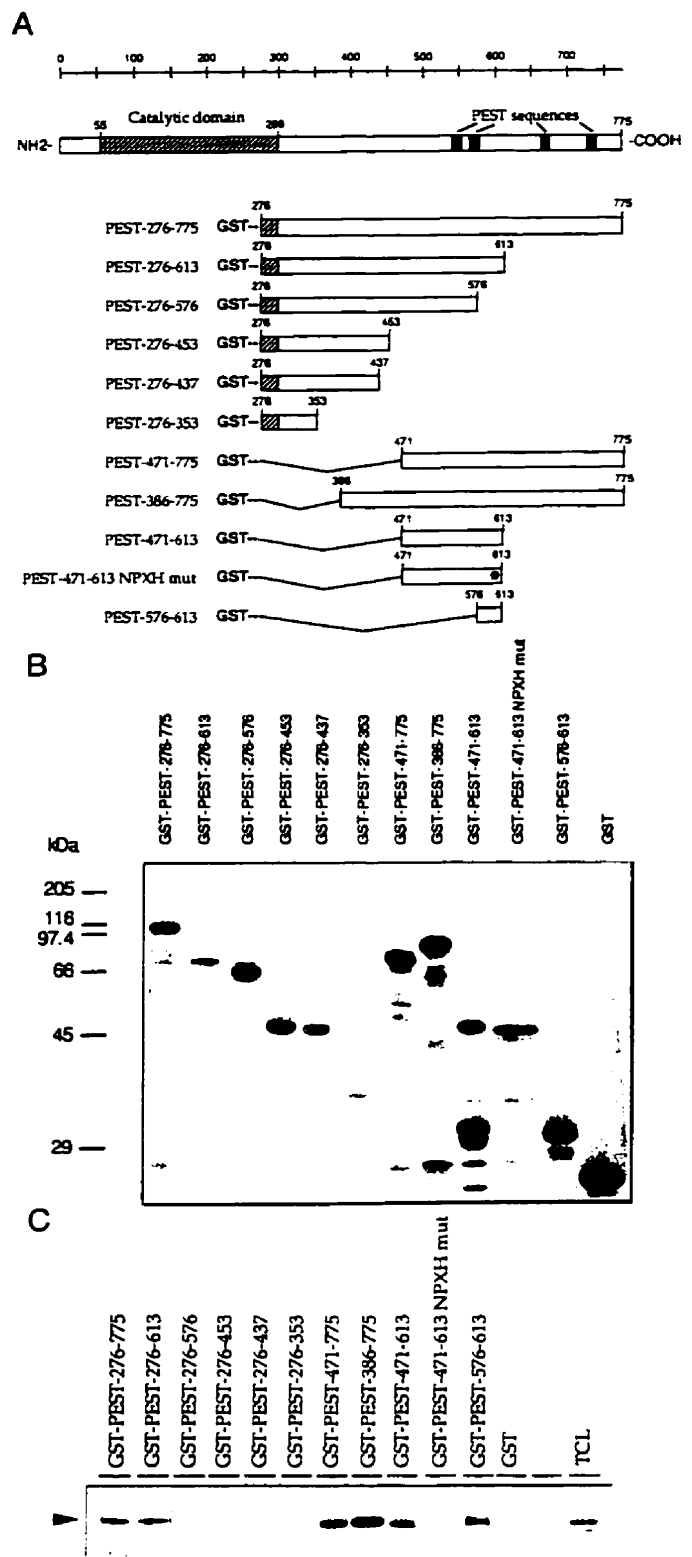 A
0 100 200 300 400 500 600 700
Catalytic domain
PEST sequences
55
775
NH2-
-COOH
276 775
PEST-276-775 GST-
276 613
PEST-276-613 GST-
276 576
PEST-276-576 GST-
276 453
PEST-276-453 GST-
276 437
PEST-276-437 GST-
276 353
PEST-276-353 GST-
471 775
PEST-471-775 GST-
386 775
PEST-386-775 GST-
471 613
PEST-471-613 GST-
471 613
PEST-471-613 NPXH mut GST-
576 613
PEST-576-613 GST-
B
GST-PEST-276-775
GST-PEST-276-613
GST-PEST-276-576
GST-PEST-276-453
GST-PEST-276-437
GST-PEST-276-353
GST-PEST-471-775
GST-PEST-386-775
GST-PEST-471-613
GST-PEST-471-613 NPXH mut
GST-PEST-576-613
GST
kDa
205
116
97.4
66
45
29
C
GST-PEST-276-775
GST-PEST-276-613
GST-PEST-276-576
GST-PEST-276-453
GST-PEST-276-437
GST-PEST-276-353
GST-PEST-471-775
GST-PEST-386-775
GST-PEST-471-613
GST-PEST-471-613 NPXH mut
GST-PEST-576-613
GST
TCL